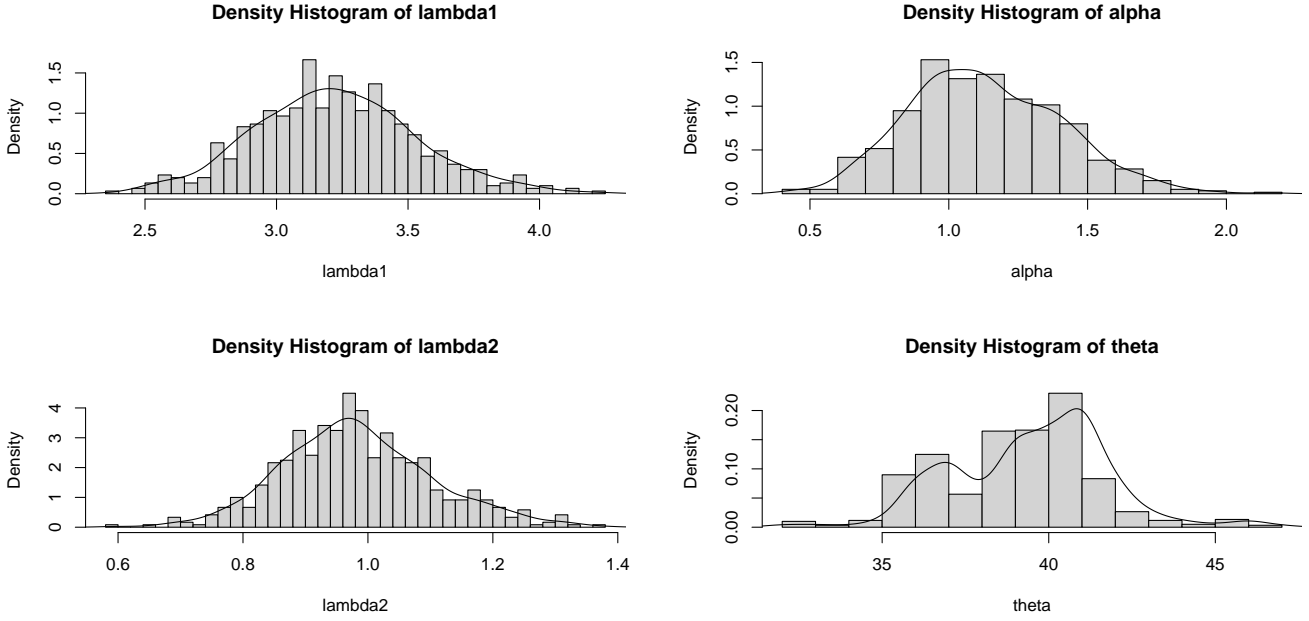 Density Histogram of lambda1
Density
0.0 0.5 1.0 1.5
2.5 3.0 3.5 4.0
lambda1
Density Histogram of alpha
Density
0.0 0.5 1.0 1.5
0.5 1.0 1.5 2.0
alpha
Density Histogram of lambda2
Density
0 1 2 3 4
0.6 0.8 1.0 1.2 1.4
lambda2
Density Histogram of theta
Density
0.00 0.10 0.20
35 40 45
theta